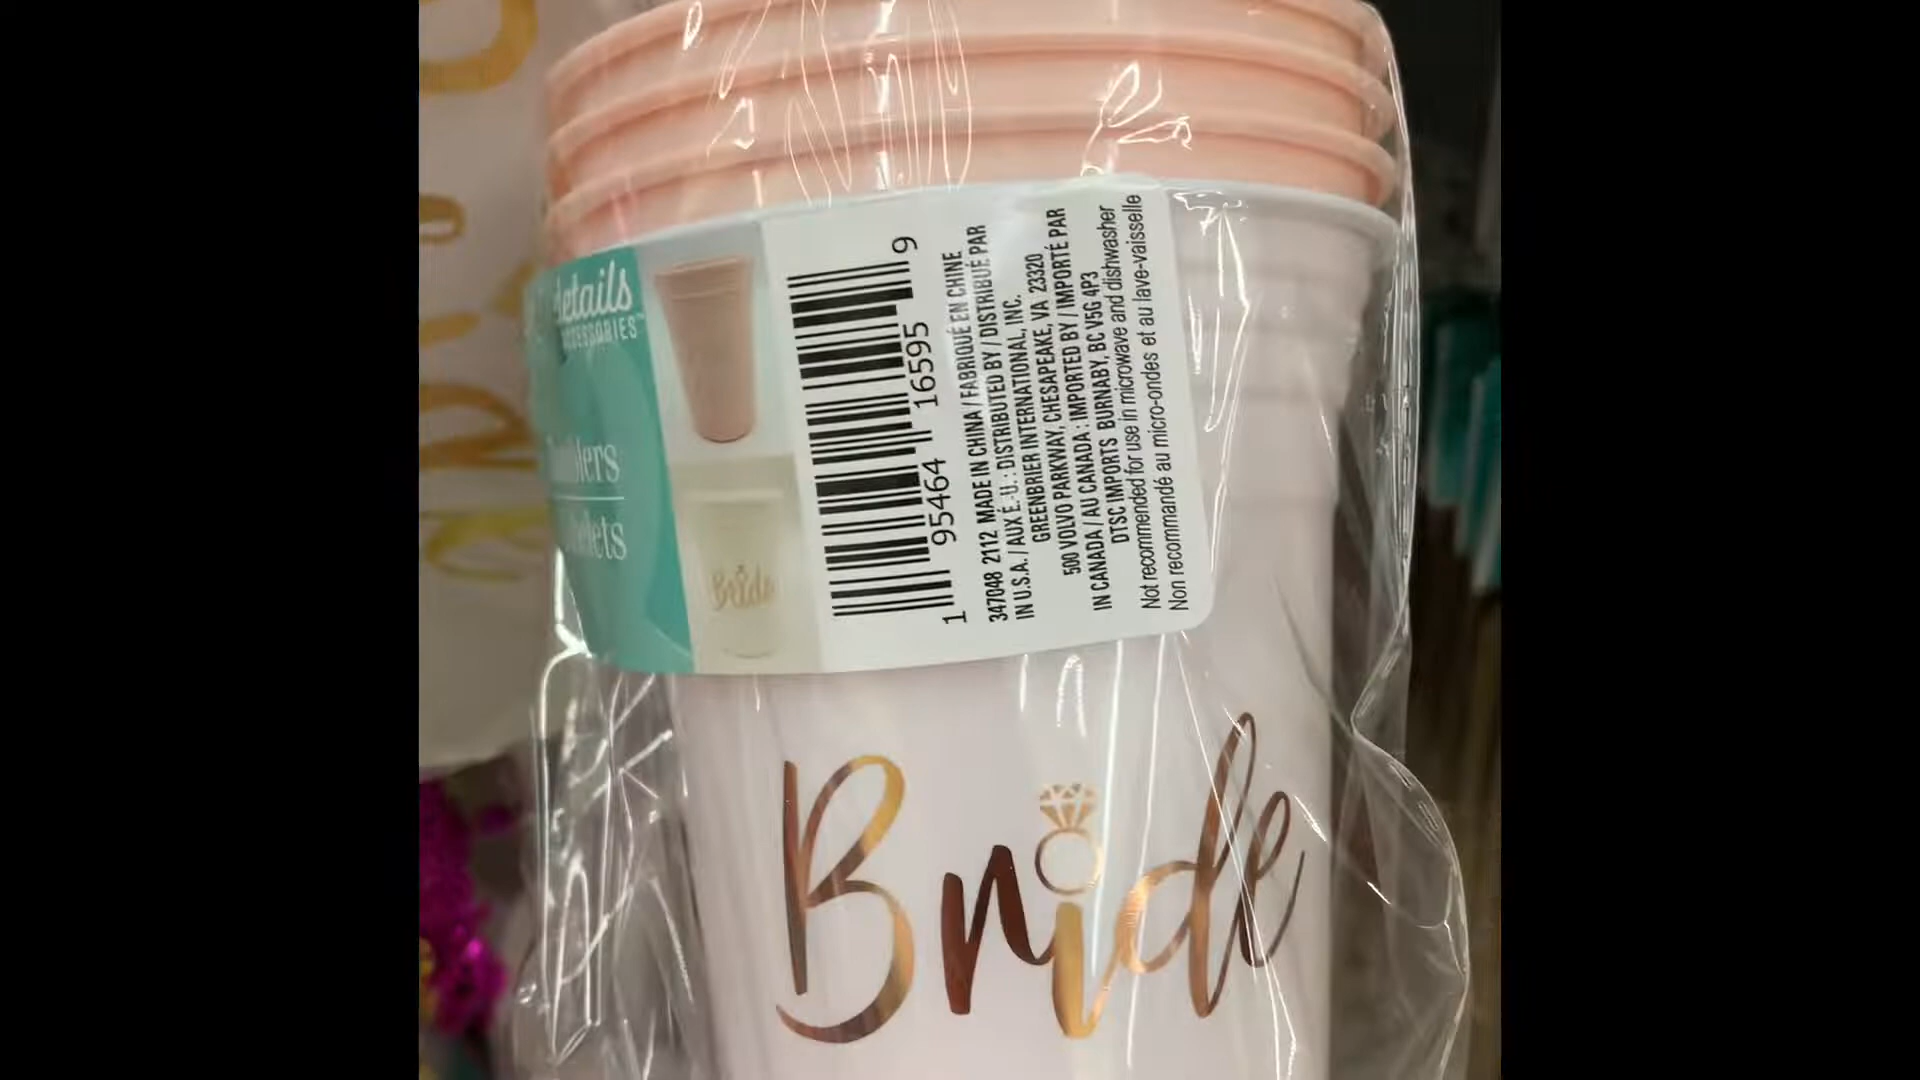 details
ACCESSORIES™
Bride
1 95464 16595 9
347048 2112 MADE IN CHINA / FABRIQUÉ EN CHINE
IN U.S.A. / AUX É.-U. : DISTRIBUTED BY / DISTRIBUÉ PAR
GREENBRIER INTERNATIONAL, INC.
500 VOLVO PARKWAY, CHESAPEAKE, VA 23320
IN CANADA / AU CANADA : IMPORTED BY / IMPORTÉ PAR
DTSC IMPORTS BURNABY, BC V5G 4P3
Not recommended for use in microwave and dishwasher
Non recommandé au micro-ondes et au lave-vaisselle
Bride